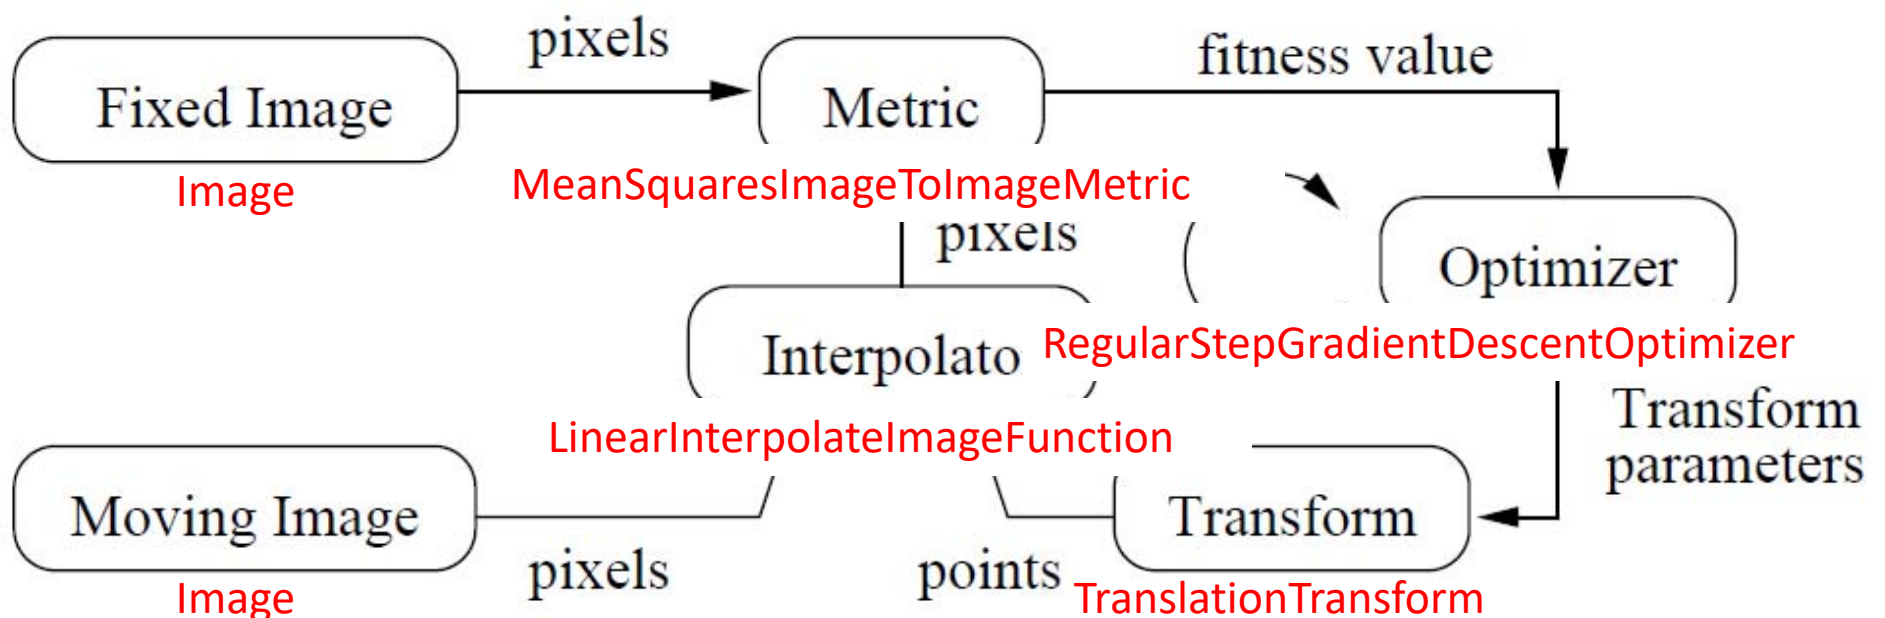 pixels
fitness value
Fixed Image
Metric
Image
MeanSquaresImageToImageMetric
pixels
Optimizer
Interpolato
RegularStepGradientDescentOptimizer
Transform
parameters
LinearInterpolateImageFunction
Moving Image
Transform
pixels
points
Image
TranslationTransform